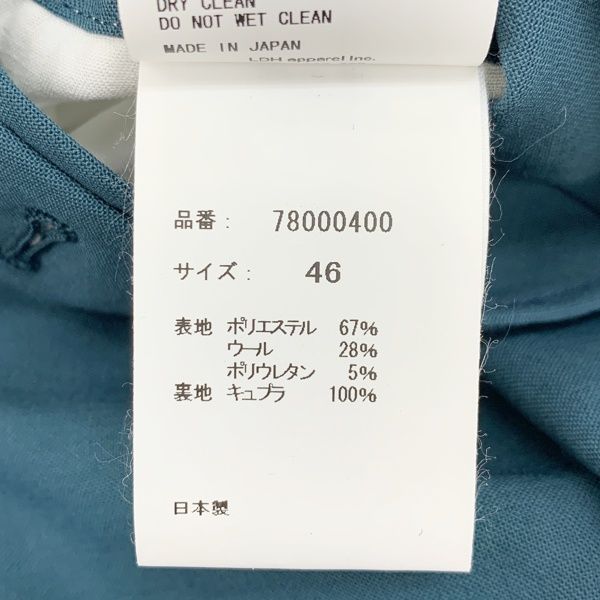 DRY CLEAN
DO NOT WET CLEAN
MADE IN JAPAN
LDH apparel Inc.
品番: 78000400
サイズ: 46
表地 ポリエステル 67%
ウール 28%
ポリウレタン 5%
裏地 キュプラ 100%
日本製